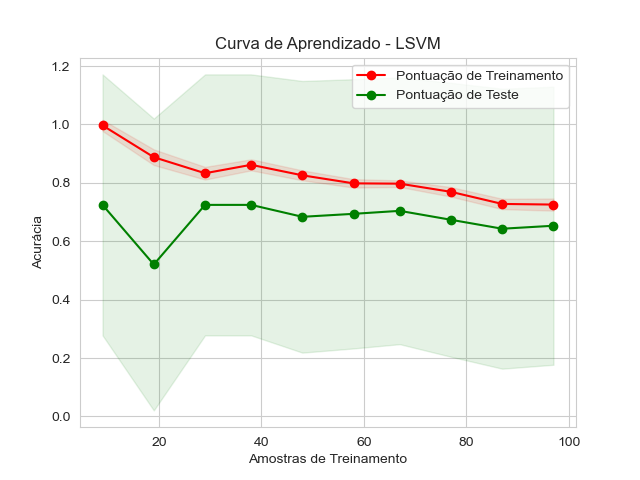 Curva de Aprendizado - LSVM
Pontuação de Treinamento
Pontuação de Teste
1.2
1.0
0.8
0.6
0.4
0.2
0.0
Acurácia
20
40
60
80
100
Amostras de Treinamento